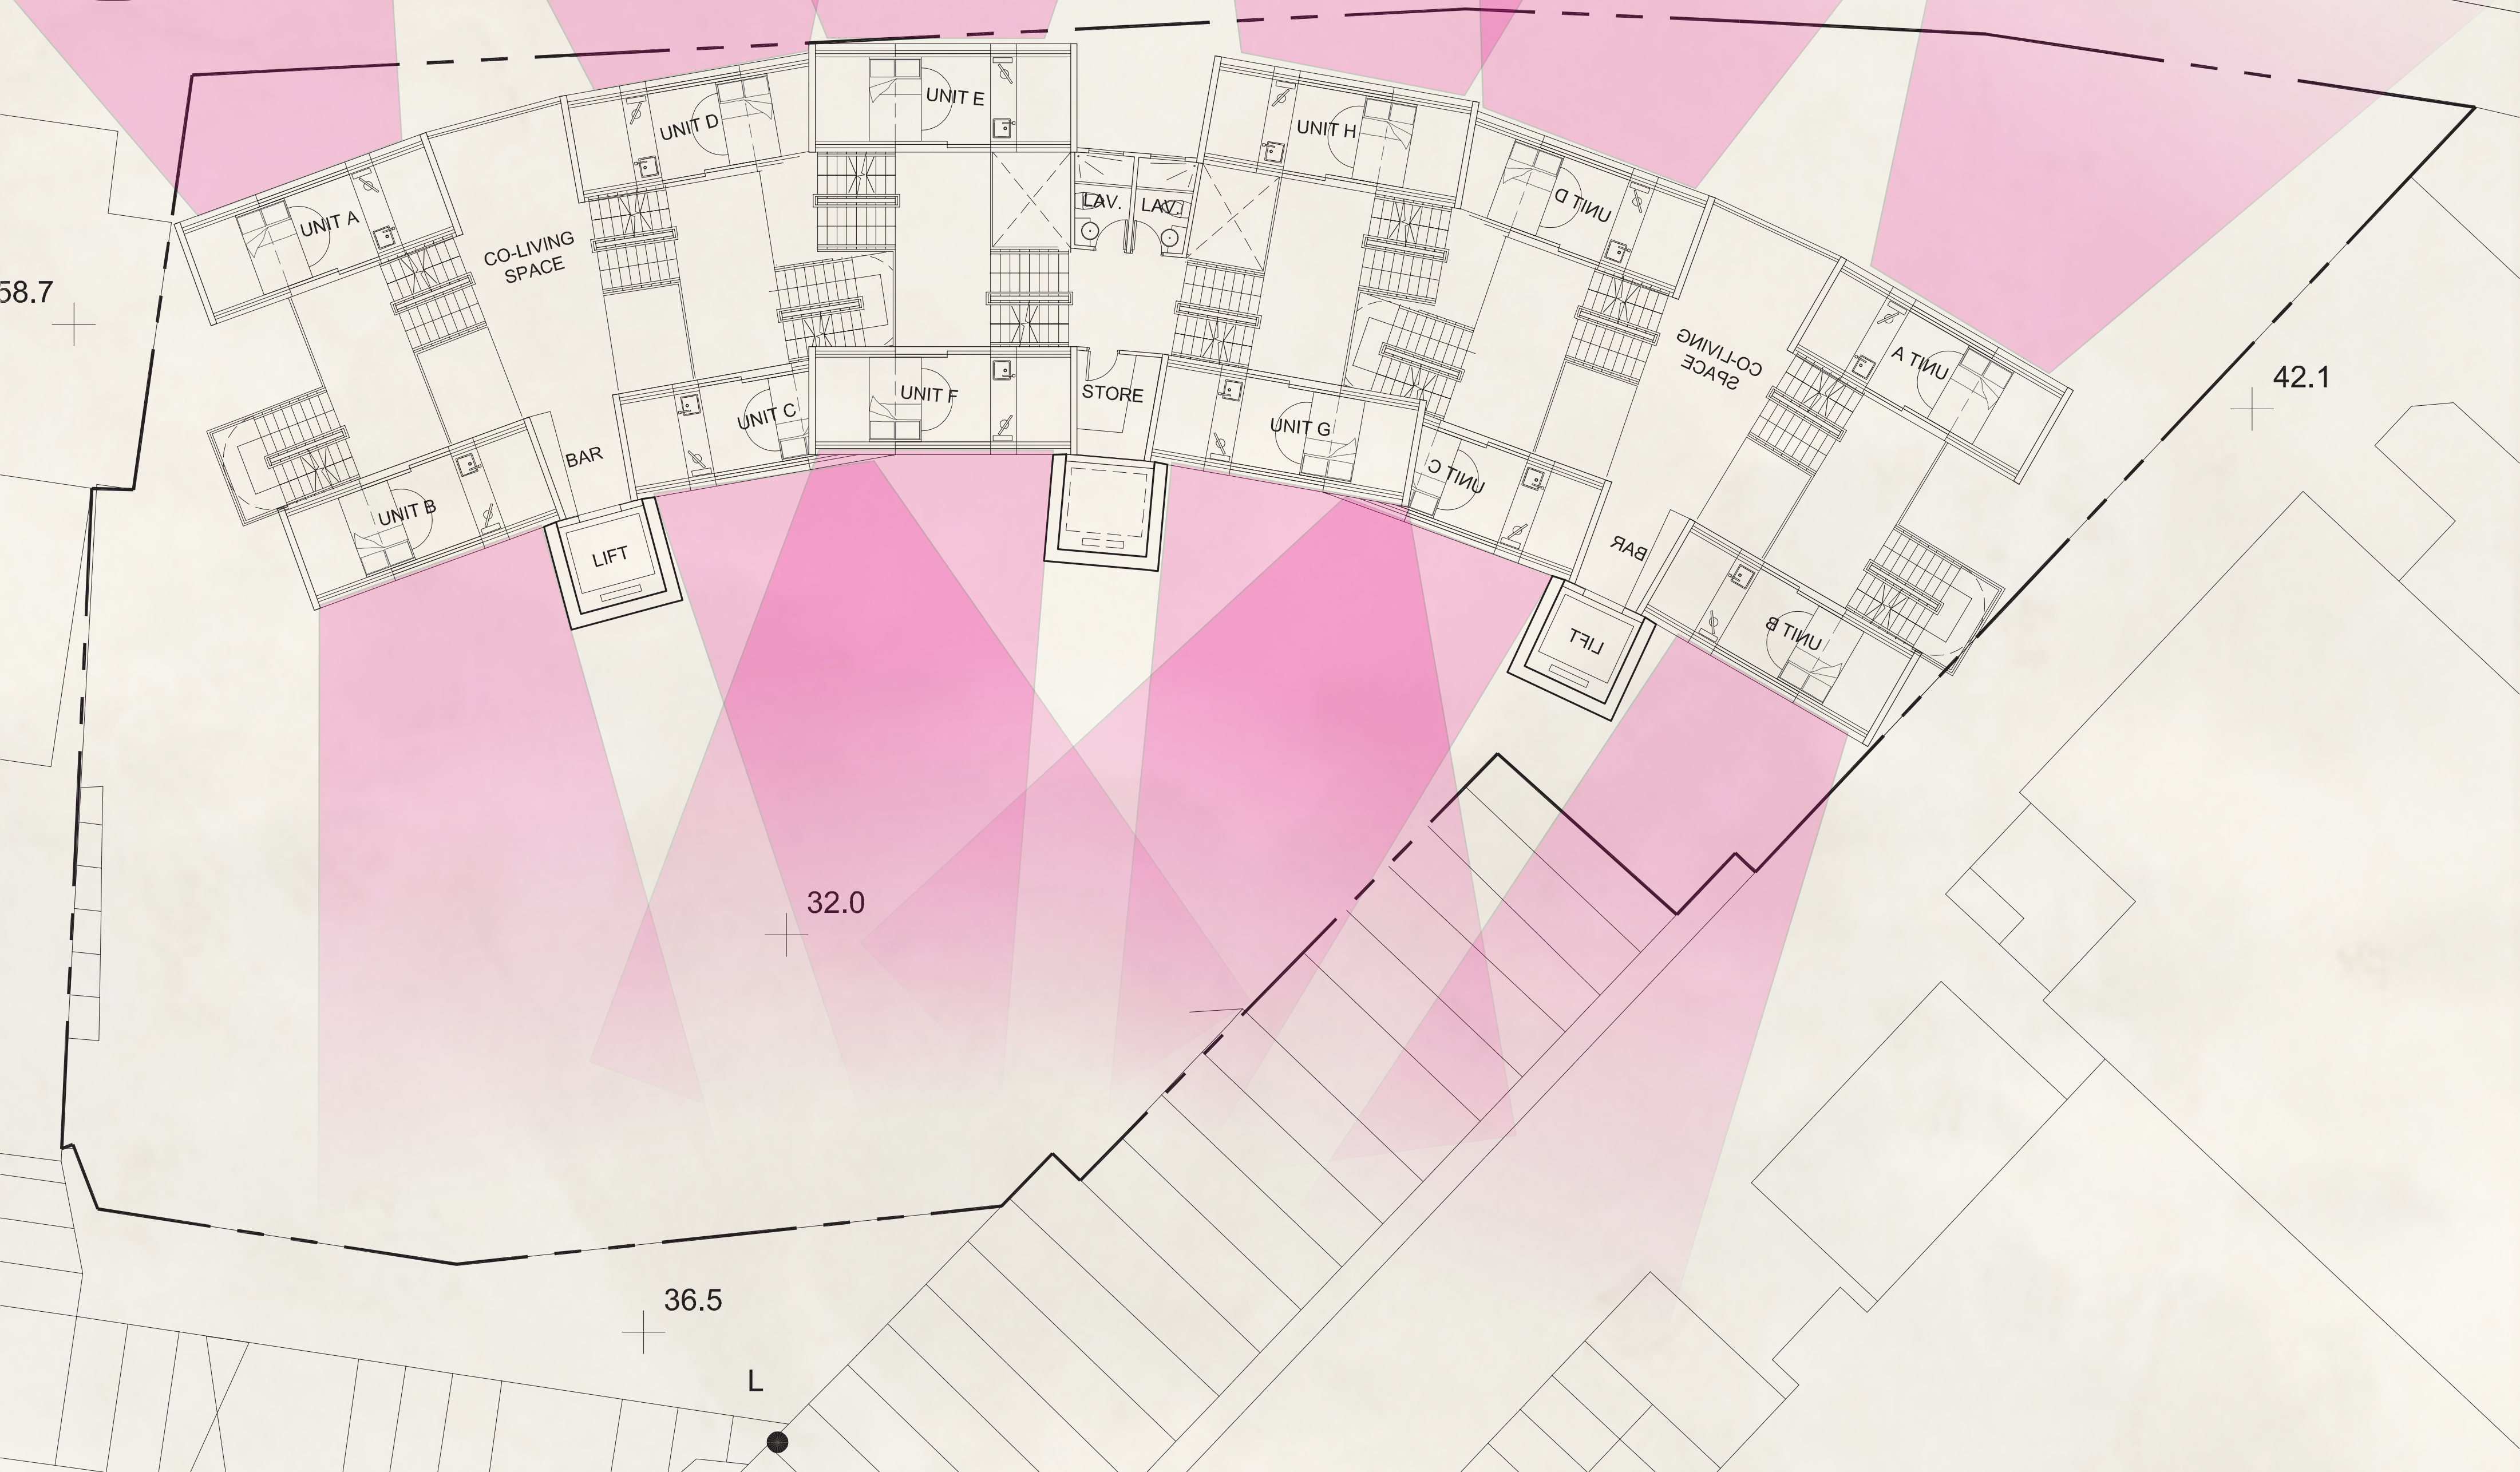 UNIT E
UNIT D
UNIT H
UNIT A
LAV.
LAV.
UNIT D
CO-LIVING
SPACE
58.7
CO-LIVING
SPACE
UNIT A
42.1
UNIT F
STORE
UNIT C
UNIT G
BAR
UNIT C
UNIT B
BAR
LIFT
UNIT B
LIFT
32.0
36.5
L